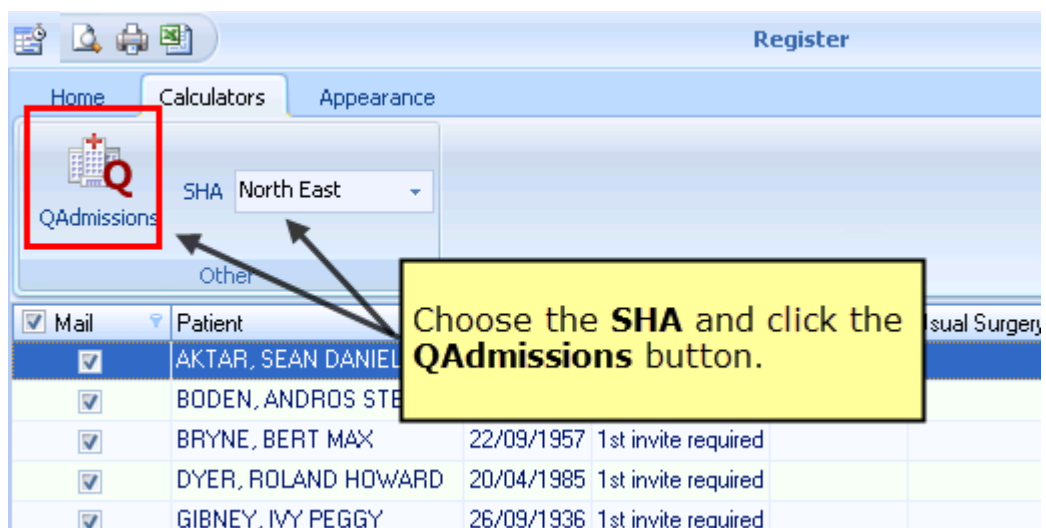 Register
Home Calculators Appearance
QAdmissions
SHA North East
Other
Choose the SHA and click the
QAdmissions button.
Mail Patient sual Surgery
AKTAR, SEAN DANIEL
BODEN, ANDROS STE
BRYNE, BERT MAX 22/09/1957 1st invite required
DYER, ROLAND HOWARD 20/04/1985 1st invite required
GIBNEY, IVY PEGGY 26/09/1936 1st invite required